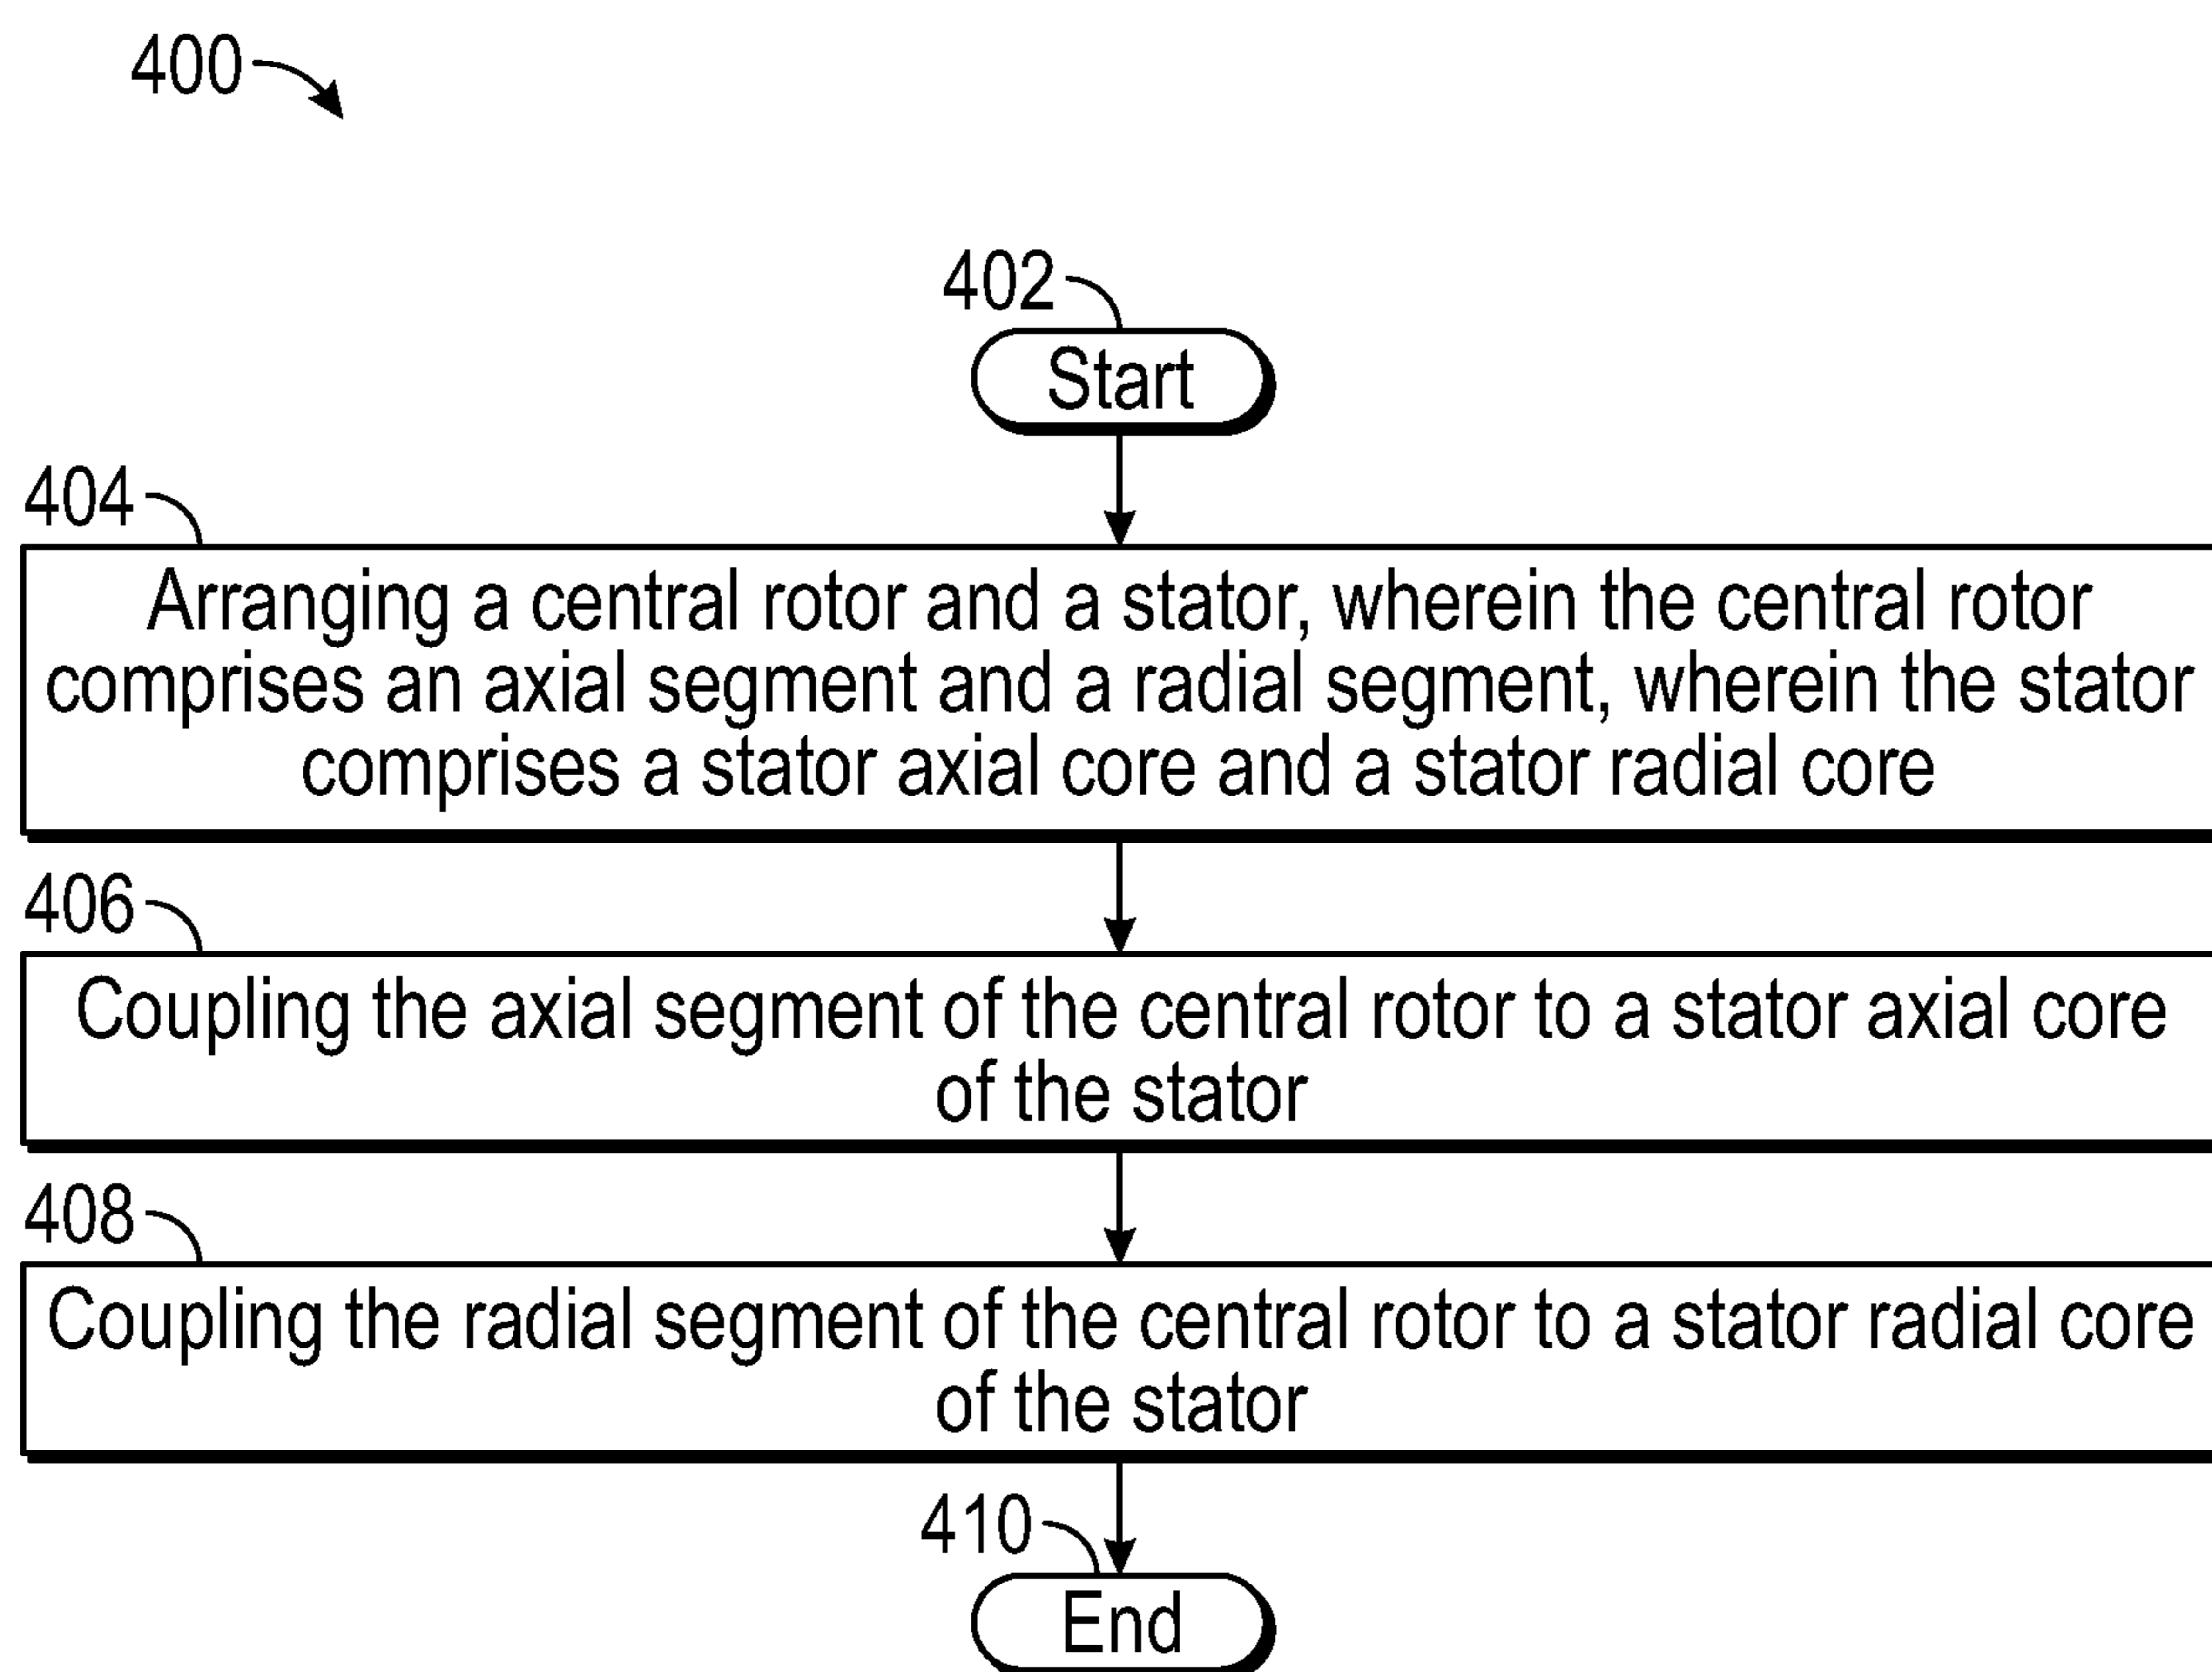 400
402
Start
404
Arranging a central rotor and a stator, wherein the central rotor
comprises an axial segment and a radial segment, wherein the stator
comprises a stator axial core and a stator radial core
406
Coupling the axial segment of the central rotor to a stator axial core
of the stator
408
Coupling the radial segment of the central rotor to a stator radial core
of the stator
410
End